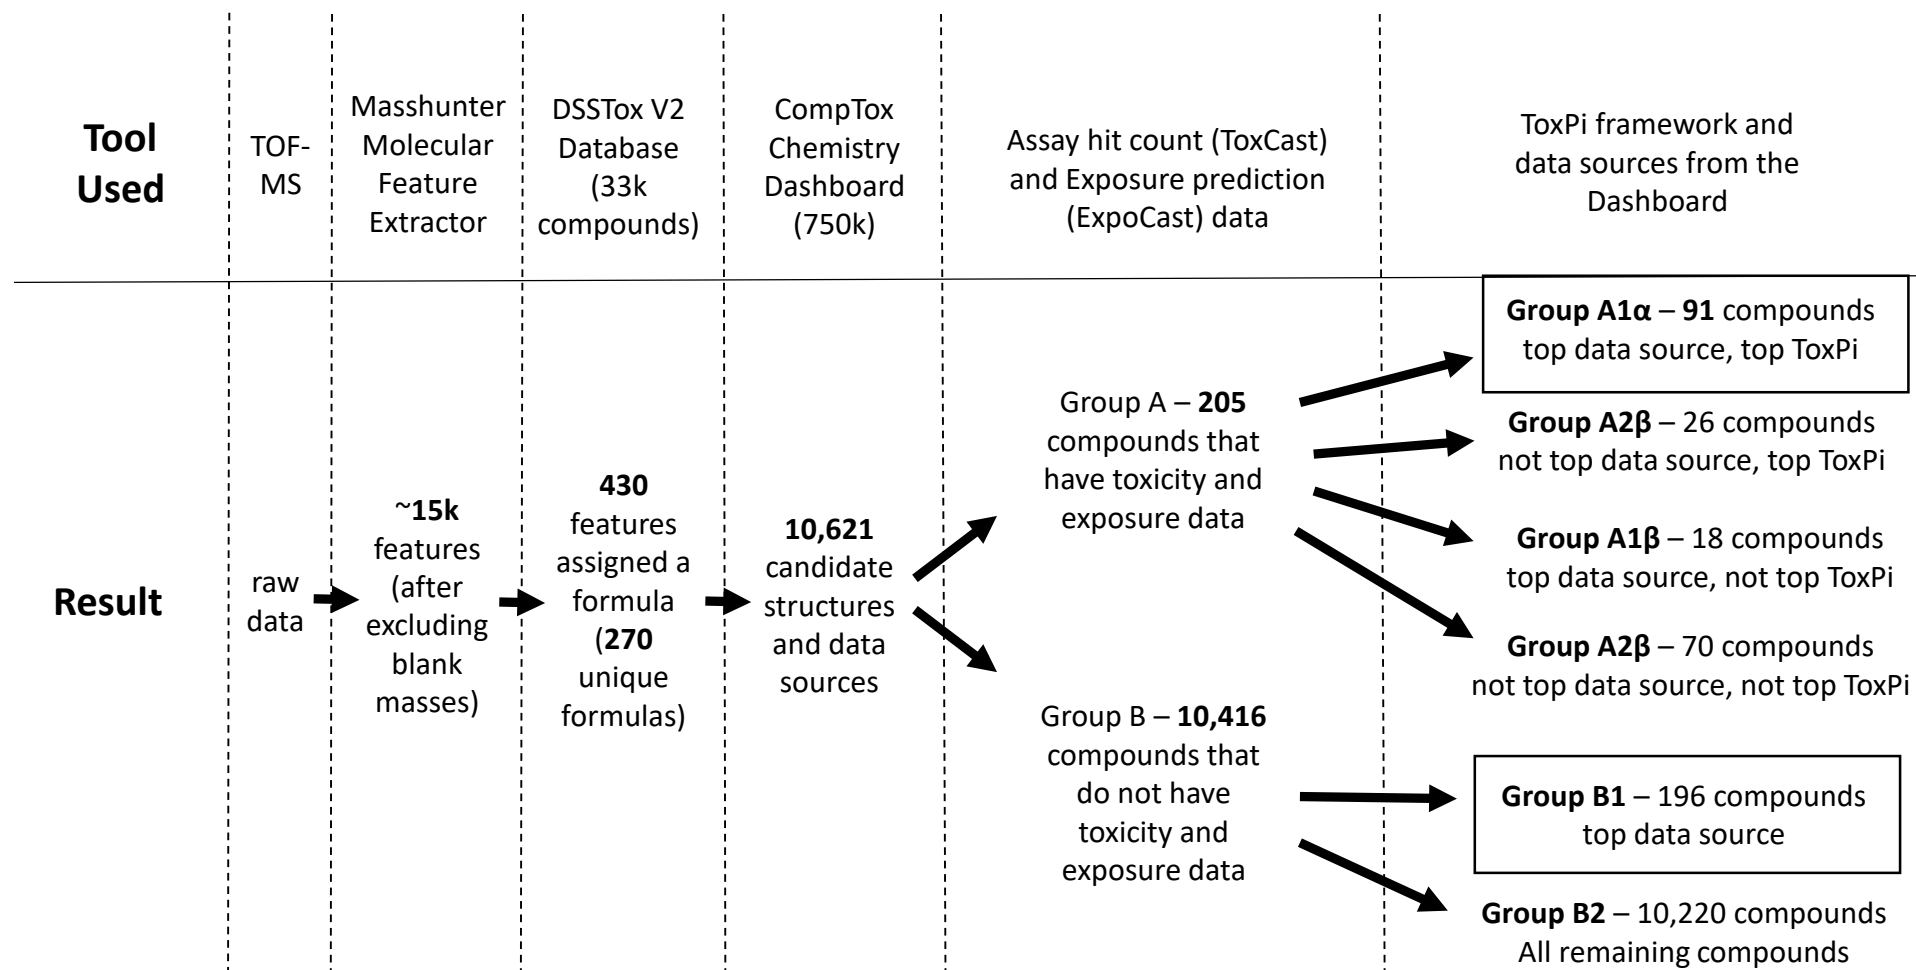 Tool
Used
TOF-
MS
Masshunter
Molecular
Feature
Extractor
DSSTox V2
Database
(33k
compounds)
CompTox
Chemistry
Dashboard
(750k)
Assay hit count (ToxCast)
and Exposure prediction
(ExpoCast) data
ToxPi framework and
data sources from the
Dashboard
Result
raw
data
~15k
features
(after
excluding
blank
masses)
430
features
assigned a
formula
(270
unique
formulas)
10,621
candidate
structures
and data
sources
Group A – 205
compounds that
have toxicity and
exposure data
Group B – 10,416
compounds that
do not have
toxicity and
exposure data
Group A1α – 91 compounds
top data source, top ToxPi
Group A2β – 26 compounds
not top data source, top ToxPi
Group A1β – 18 compounds
top data source, not top ToxPi
Group A2β – 70 compounds
not top data source, not top ToxPi
Group B1 – 196 compounds
top data source
Group B2 – 10,220 compounds
All remaining compounds